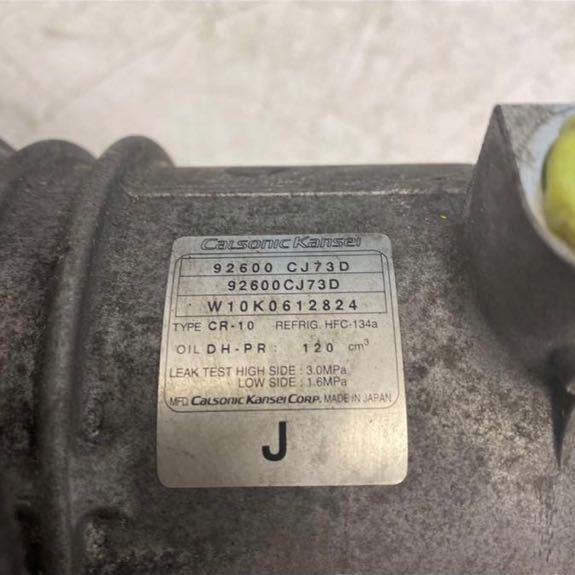 Calsonic Kansei
92600 CJ73D
92600CJ73D
W10K0612824
TYPE CR-10 REFRIG. HFC-134a
OIL DH-PR : 120 cm³
LEAK TEST HIGH SIDE : 3.0MPa
LOW SIDE : 1.6MPa
MFD. CALSONIC KANSEI CORP. MADE IN JAPAN
J